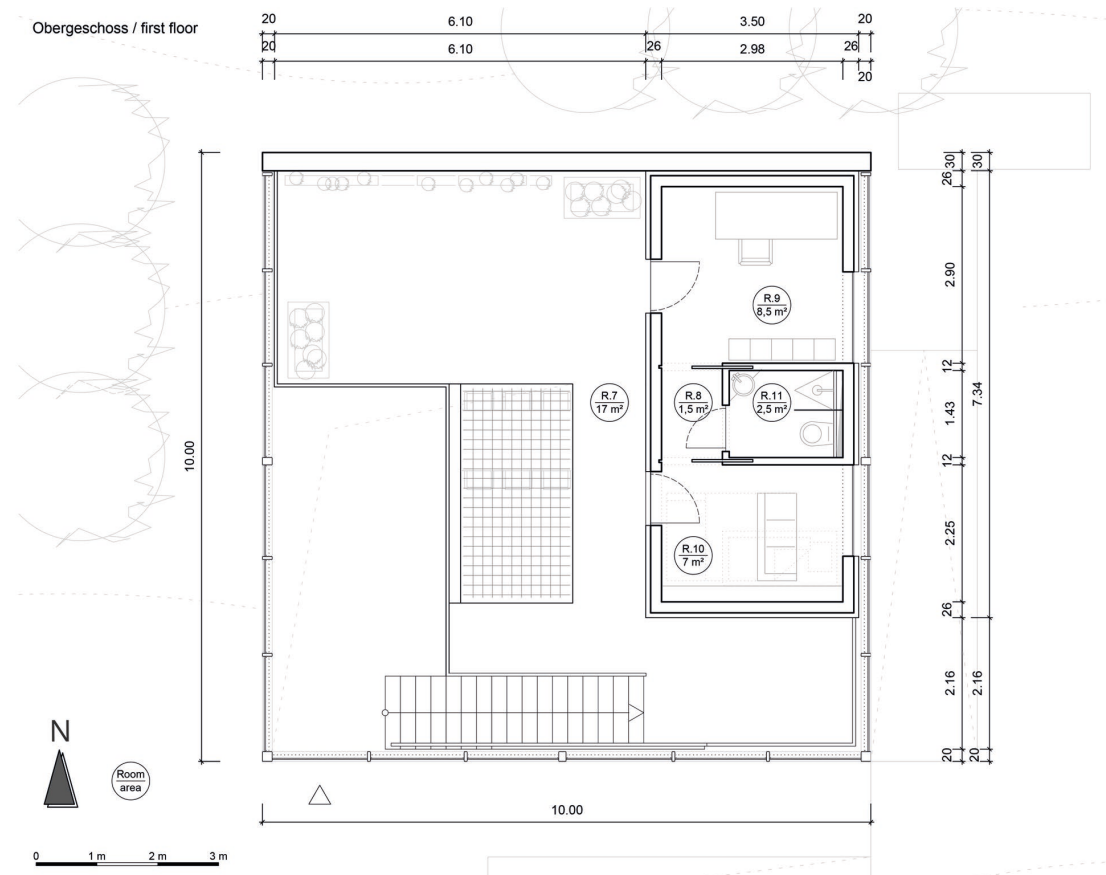 Obergeschoss / first floor
20 6.10 3.50 20
20 6.10 26 2.98 26
20
30 30
26
2.90
R.9
8,5 m²
12
7.34
R.7
17 m²
R.8
1,5 m²
R.11
2,5 m²
1.43
10.00
12
2.25
R.10
7 m²
26
2.16 2.16
N
20 20
Room
area
10.00
0 1 m 2 m 3 m